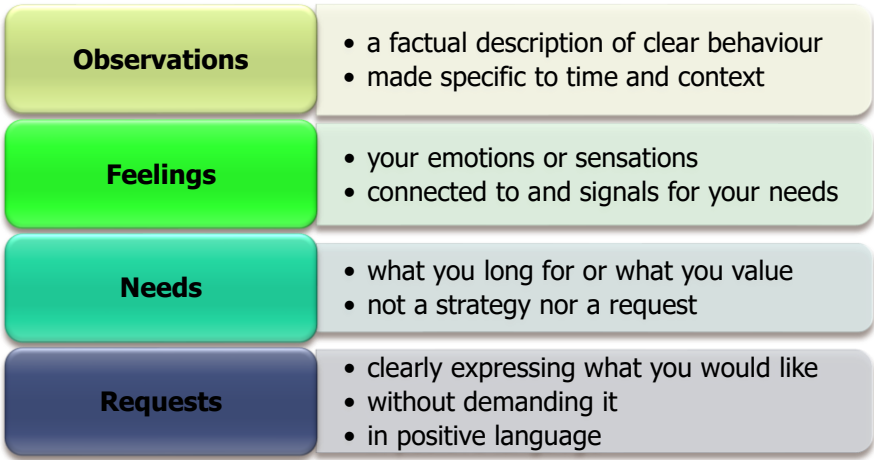 Observations
• a factual description of clear behaviour
• made specific to time and context
Feelings
• your emotions or sensations
• connected to and signals for your needs
Needs
• what you long for or what you value
• not a strategy nor a request
Requests
• clearly expressing what you would like
• without demanding it
• in positive language